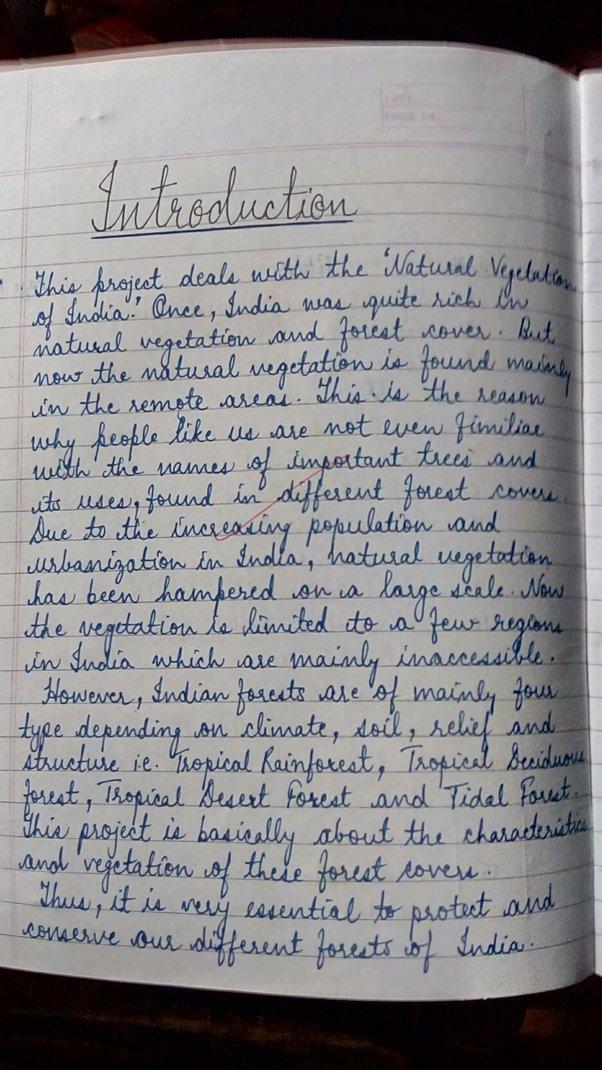 Introduction
This project deals with the 'Natural Vegetation
of India.' Once, India was quite rich in
natural vegetation and forest cover. But
now the natural vegetation is found mainly
in the remote areas. This is the reason
why people like us are not even fimiliar
with the names of important trees and
its uses, found in different forest covers.
Due to the increasing population and
urbanization in India, natural vegetation
has been hampered on a large scale. Now
the vegetation is limited to a few regions
in India which are mainly inaccessible.
However, Indian forests are of mainly four
type depending on climate, soil, relief and
structure ie. Tropical Rainforest, Tropical Deciduous
forest, Tropical Desert Forest and Tidal Forest.
This project is basically about the characteristics
and vegetation of these forest covers.
Thus, it is very essential to protect and
conserve our different forests of India.